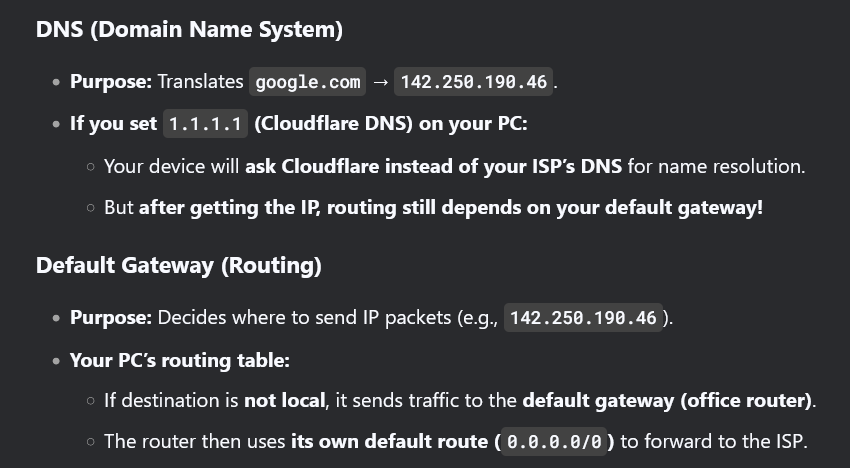 DNS (Domain Name System)
• Purpose: Translates google.com → 142.250.190.46.
• If you set 1.1.1.1 (Cloudflare DNS) on your PC:
○ Your device will ask Cloudflare instead of your ISP’s DNS for name resolution.
○ But after getting the IP, routing still depends on your default gateway!
Default Gateway (Routing)
• Purpose: Decides where to send IP packets (e.g., 142.250.190.46).
• Your PC’s routing table:
○ If destination is not local, it sends traffic to the default gateway (office router).
○ The router then uses its own default route (0.0.0.0/0) to forward to the ISP.